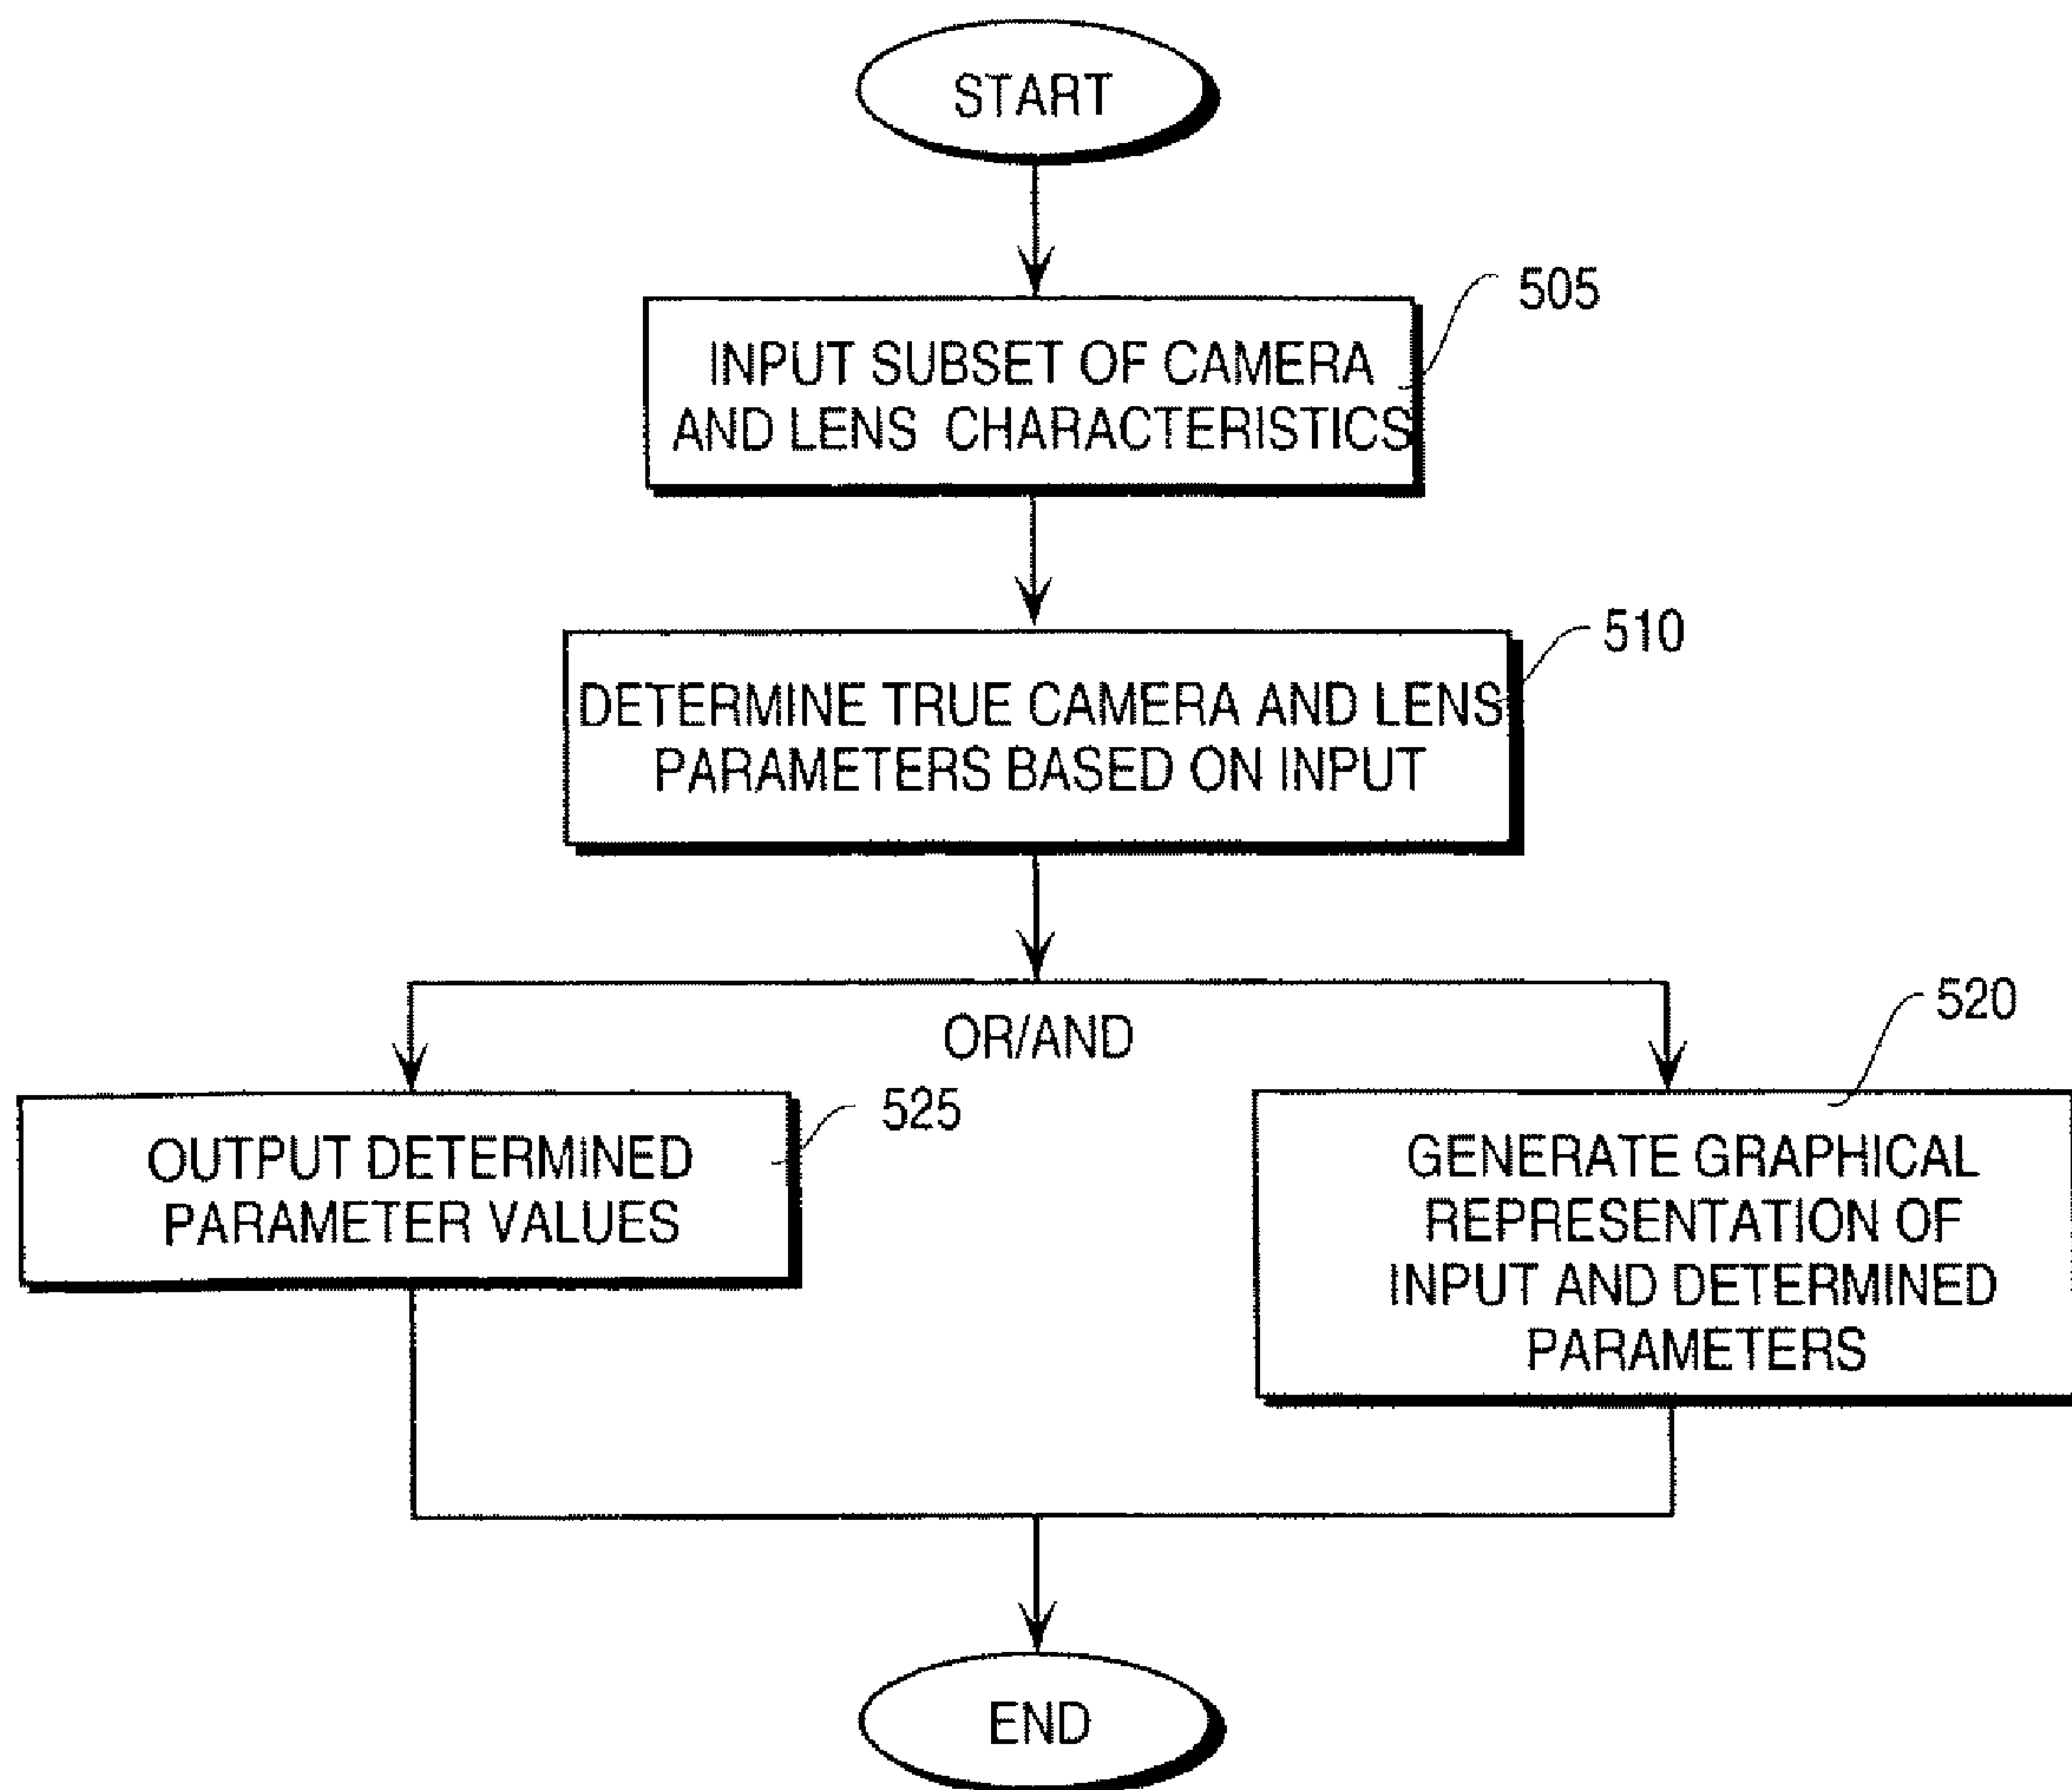 START
505
INPUT SUBSET OF CAMERA
AND LENS CHARACTERISTICS
510
DETERMINE TRUE CAMERA AND LENS
PARAMETERS BASED ON INPUT
OR/AND
525
OUTPUT DETERMINED
PARAMETER VALUES
520
GENERATE GRAPHICAL
REPRESENTATION OF
INPUT AND DETERMINED
PARAMETERS
END